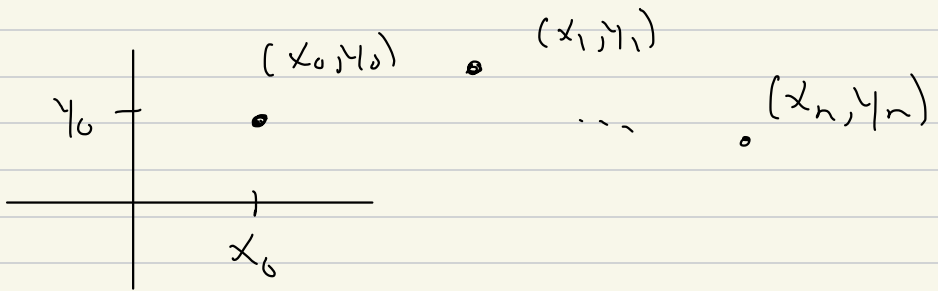 (x₁, y₁)
(x₀, y₀)
(xₙ, yₙ)
y₀
...
x₀